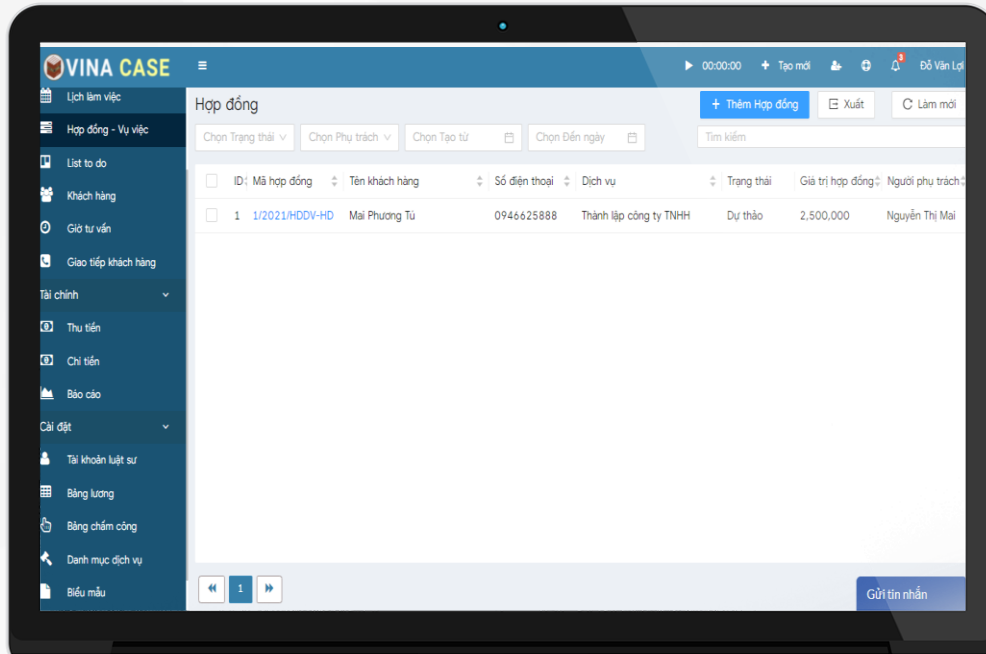 VINA CASE
00:00:00 + Tạo mới 3 Đỗ Văn Lợi
Lịch làm việc
Hợp đồng - Vụ việc
List to do
Khách hàng
Giờ tư vấn
Giao tiếp khách hàng
Tài chính
Thu tiền
Chi tiền
Báo cáo
Cài đặt
Tài khoản luật sư
Bảng lương
Bảng chấm công
Danh mục dịch vụ
Biểu mẫu
Hợp đồng
+ Thêm Hợp đồng Xuất Làm mới
Chọn Trạng thái Chọn Phụ trách Chọn Tạo từ Chọn Đến ngày Tìm kiếm
ID Mã hợp đồng Tên khách hàng Số điện thoại Dịch vụ Trạng thái Giá trị hợp đồng Người phụ trách
1 1/2021/HDDV-HD Mai Phương Tú 0946625888 Thành lập công ty TNHH Dự thảo 2,500,000 Nguyễn Thị Mai
1
Gửi tin nhắn